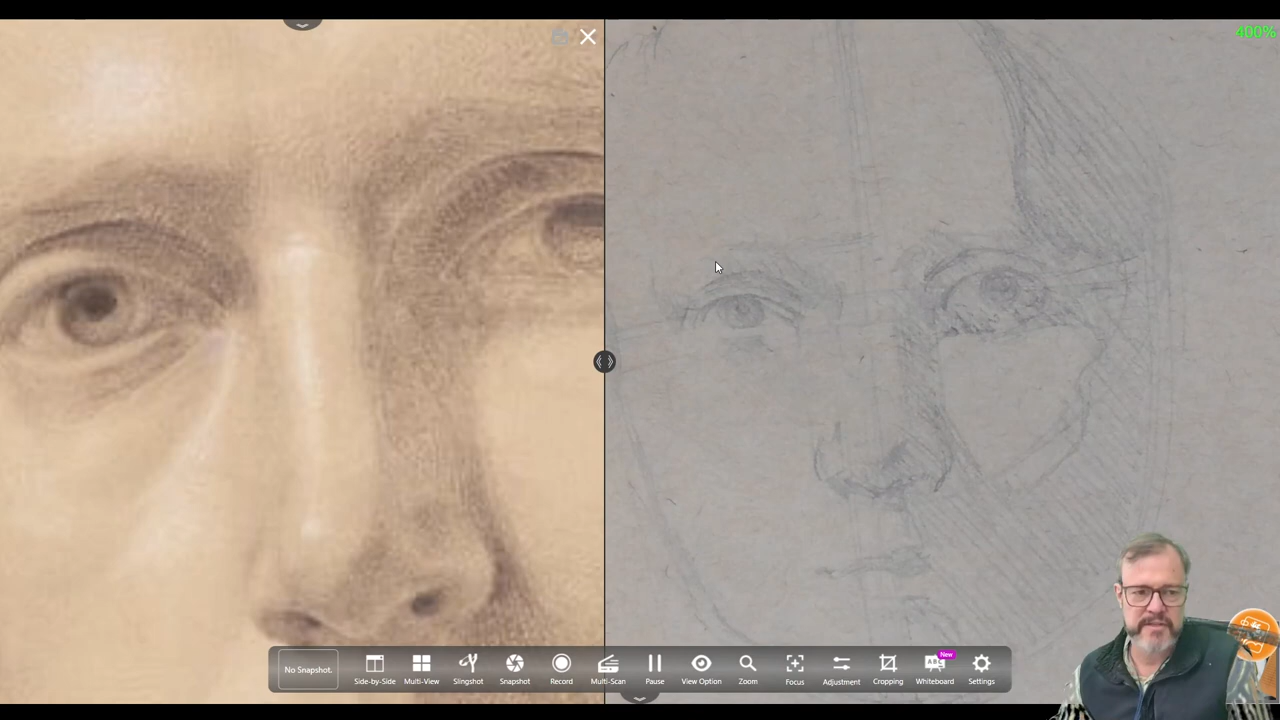 400%
No Snapshot.
Side-by-Side
Multi-View
Slingshot
Snapshot
Record
Multi-Scan
Pause
View Option
Zoom
Focus
Adjustment
Cropping
New
Whiteboard
Settings